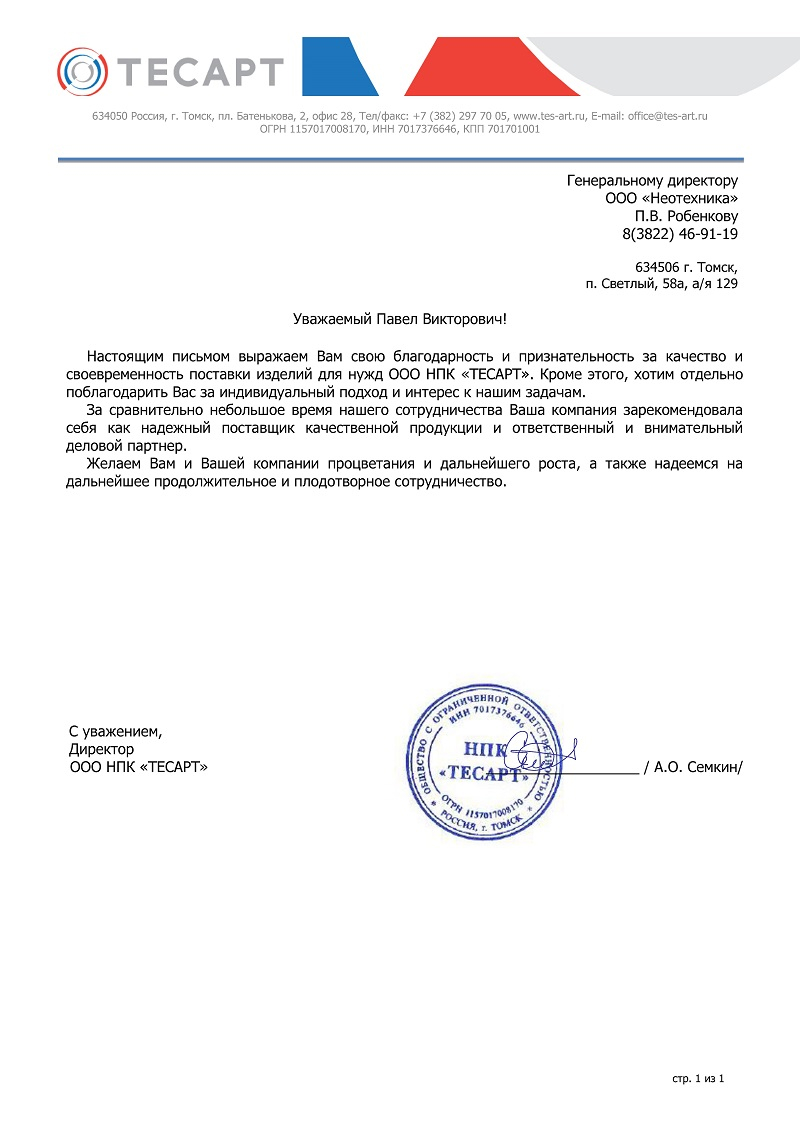 ТЕСАРТ
634050 Россия, г. Томск, пл. Батенькова, 2, офис 28, Тел/факс: +7 (382) 297 70 05, www.tes-art.ru, E-mail: office@tes-art.ru
ОГРН 1157017008170, ИНН 7017376646, КПП 701701001
Генеральному директору
ООО «Неотехника»
П.В. Робенкову
8(3822) 46-91-19
634506 г. Томск,
п. Светлый, 58а, а/я 129
Уважаемый Павел Викторович!
Настоящим письмом выражаем Вам свою благодарность и признательность за качество и
своевременность поставки изделий для нужд ООО НПК «ТЕСАРТ». Кроме этого, хотим отдельно
поблагодарить Вас за индивидуальный подход и интерес к нашим задачам.
За сравнительно небольшое время нашего сотрудничества Ваша компания зарекомендовала
себя как надежный поставщик качественной продукции и ответственный и внимательный
деловой партнер.
Желаем Вам и Вашей компании процветания и дальнейшего роста, а также надеемся на
дальнейшее продолжительное и плодотворное сотрудничество.
С уважением,
Директор
ООО НПК «ТЕСАРТ»
ОБЩЕСТВО С ОГРАНИЧЕННОЙ ОТВЕТСТВЕННОСТЬЮ
ИНН 7017376646
НПК
«ТЕСАРТ»
ОГРН 1157017008170
* РОССИЯ, г. ТОМСК *
/ А.О. Семкин/
стр. 1 из 1